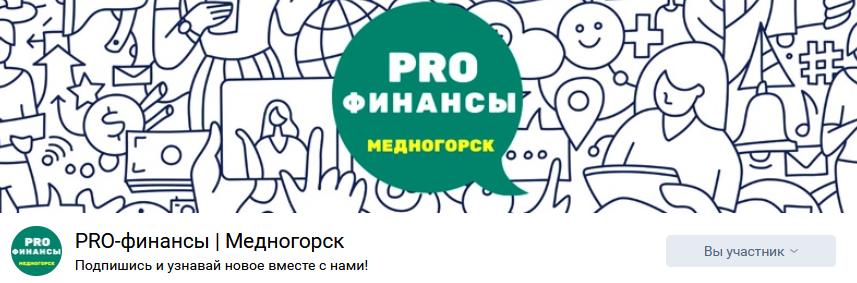 PRO
ФИНАНСЫ
МЕДНОГОРСК
PRO
ФИНАНСЫ
МЕДНОГОРСК
PRO-финансы | Медногорск
Подпишись и узнавай новое вместе с нами!
Вы участник